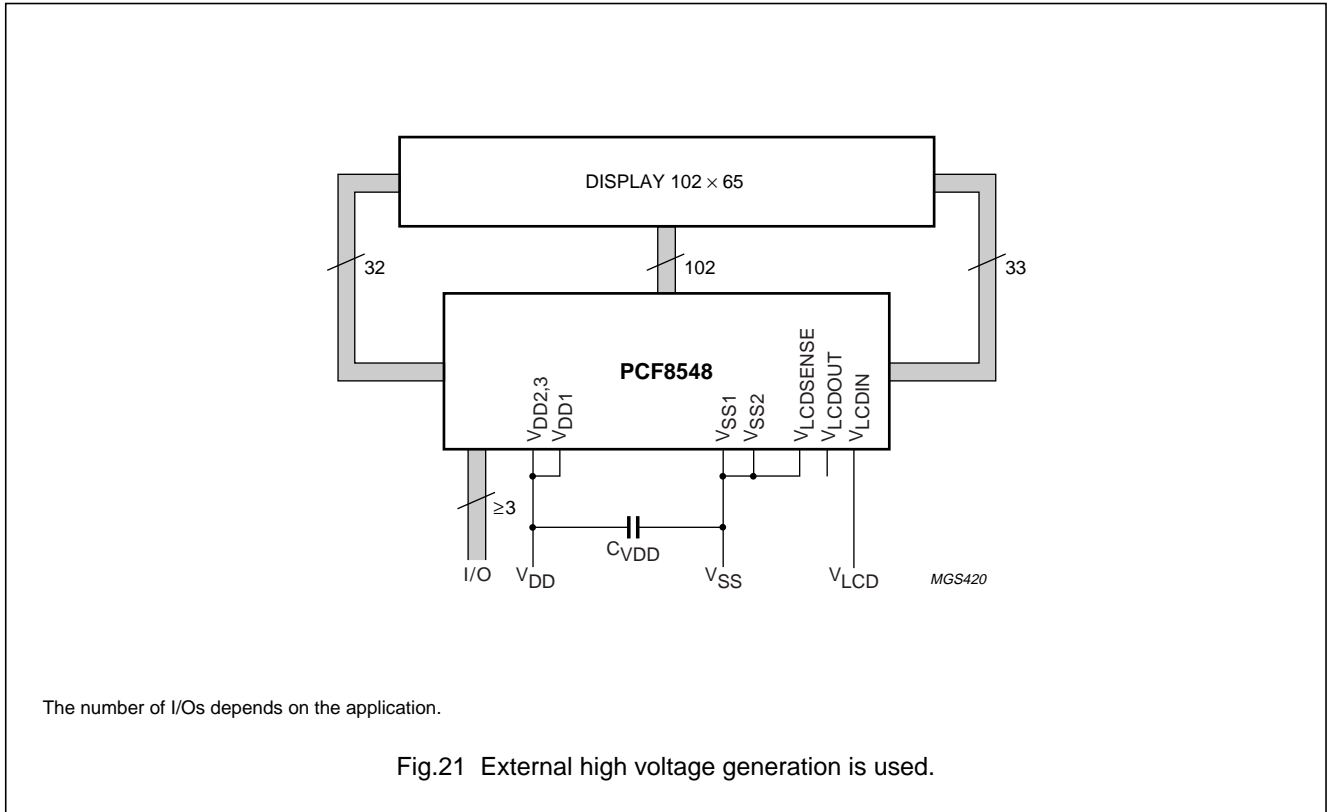 DISPLAY 102 × 65
32
102
33
PCF8548
VDD2,3
VDD1
VSS1
VSS2
VLCDSENSE
VLCDOUT
VLCDIN
≥3
CVDD
I/O
VDD
VSS
VLCD
MGS420
The number of I/Os depends on the application.
Fig.21 External high voltage generation is used.